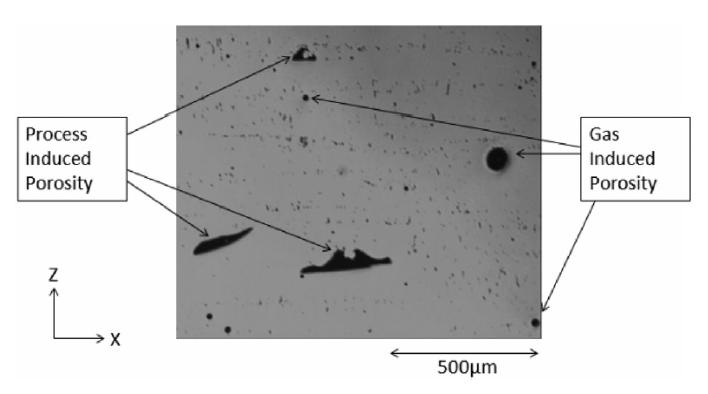 Process
Induced
Porosity
Gas
Induced
Porosity
Z
X
500μm